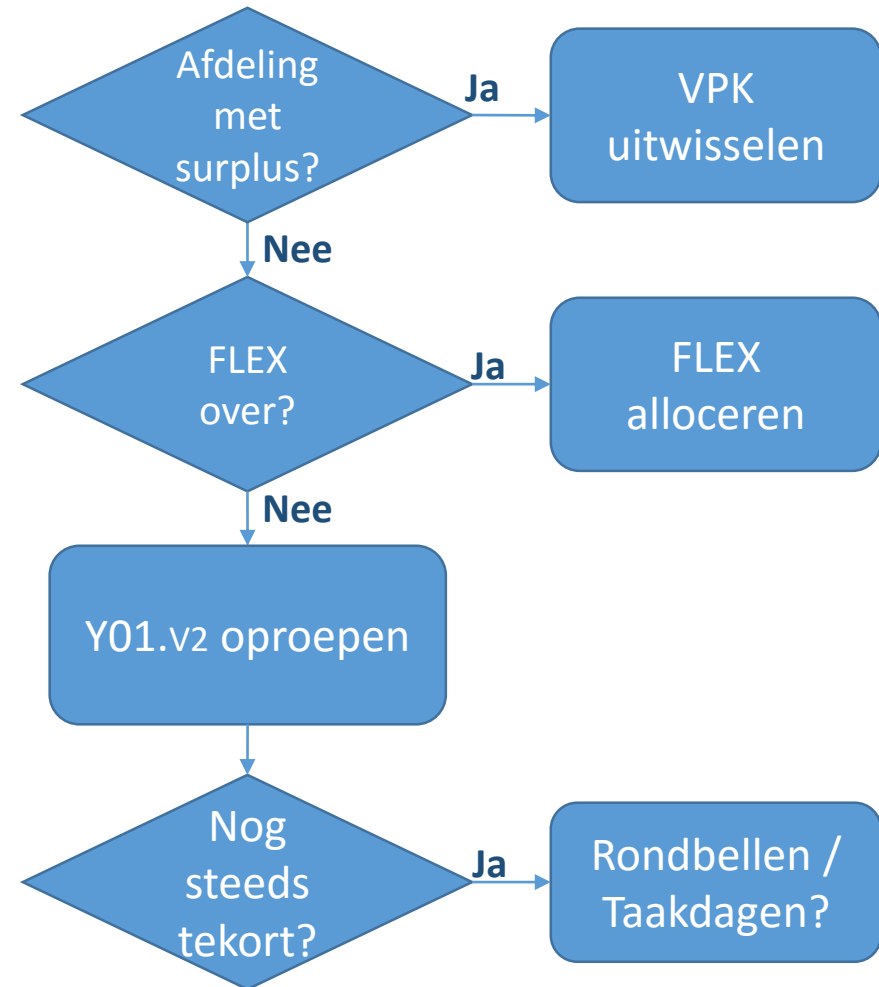 Afdeling
met
surplus?
Ja
VPK
uitwisselen
Nee
FLEX
over?
Ja
FLEX
alloceren
Nee
Y01.V2 oproepen
Nog
steeds
tekort?
Ja
Rondbellen /
Taakdagen?